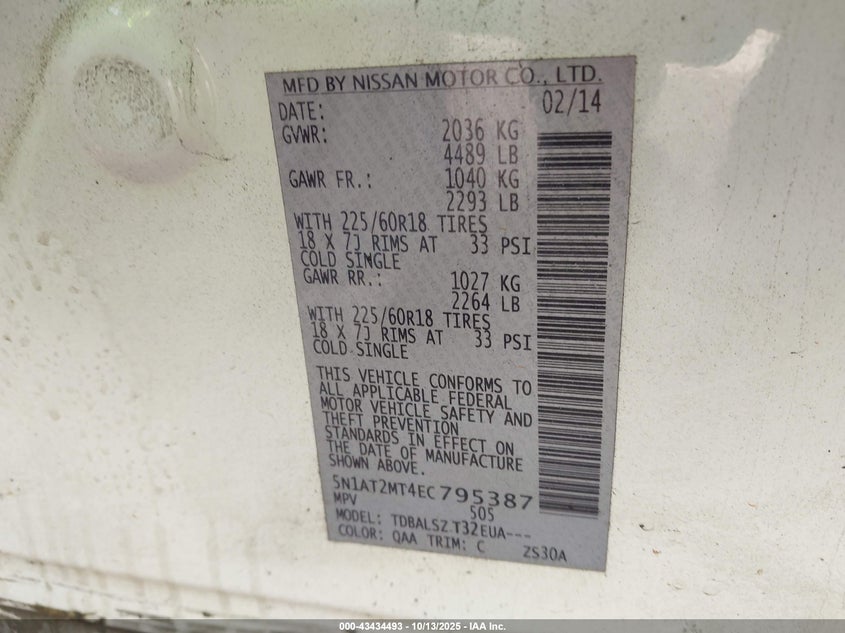 MFD BY NISSAN MOTOR CO., LTD.
DATE: 02/14
GVWR: 2036 KG
4489 LB
GAWR FR.: 1040 KG
2293 LB
WITH 225/60R18 TIRES
18 X 7J RIMS AT 33 PSI
COLD SINGLE
GAWR RR.: 1027 KG
2264 LB
WITH 225/60R18 TIRES
18 X 7J RIMS AT 33 PSI
COLD SINGLE
THIS VEHICLE CONFORMS TO
ALL APPLICABLE FEDERAL
MOTOR VEHICLE SAFETY AND
THEFT PREVENTION
STANDARDS IN EFFECT ON
THE DATE OF MANUFACTURE
SHOWN ABOVE.
5N1AT2MT4EC795387
MPV 505
MODEL: TDBALSZ T32EUA---
COLOR: QAA TRIM: C ZS30A
000-43434493 - 10/13/2025 - IAA Inc.